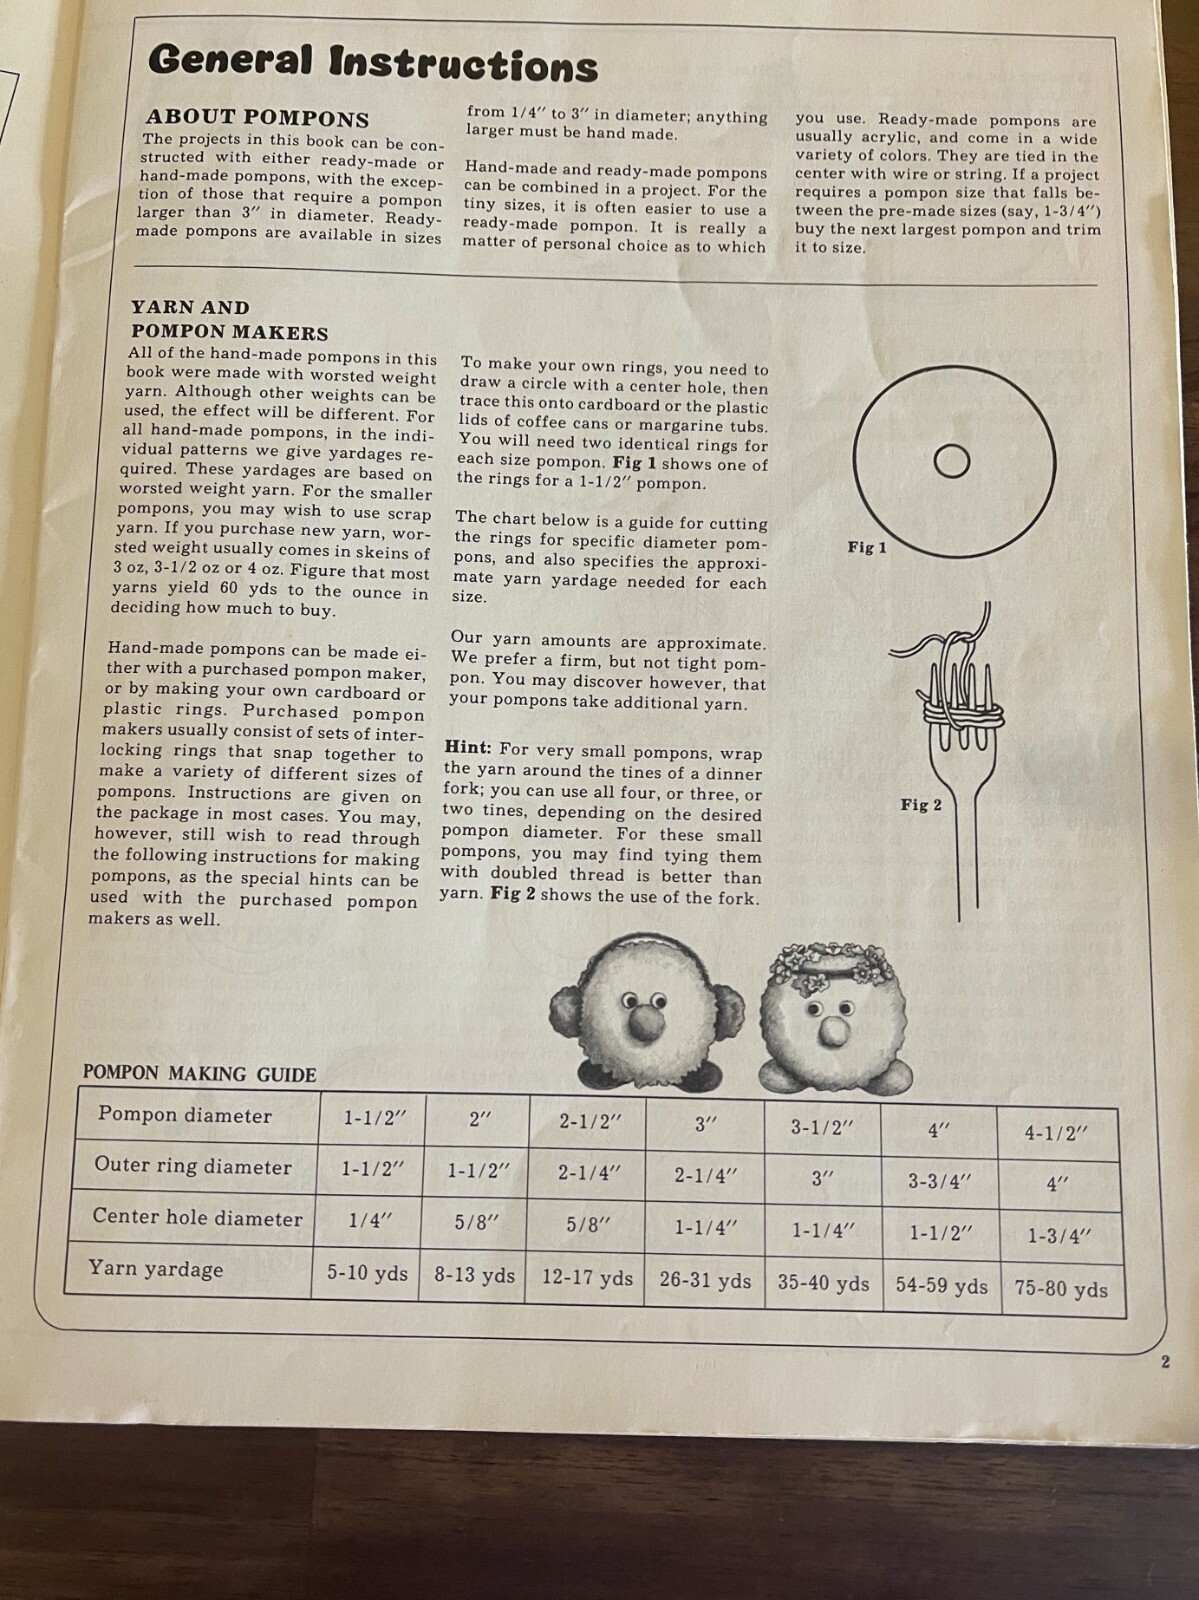 General Instructions
ABOUT POMPONS
The projects in this book can be con-
structed with either ready-made or
hand-made pompons, with the excep-
tion of those that require a pompon
larger than 3" in diameter. Ready-
made pompons are available in sizes
from 1/4" to 3" in diameter; anything
larger must be hand made.
Hand-made and ready-made pompons
can be combined in a project. For the
tiny sizes, it is often easier to use a
ready-made pompon. It is really a
matter of personal choice as to which
you use. Ready-made pompons are
usually acrylic, and come in a wide
variety of colors. They are tied in the
center with wire or string. If a project
requires a pompon size that falls be-
tween the pre-made sizes (say, 1-3/4")
buy the next largest pompon and trim
it to size.
YARN AND
POMPON MAKERS
All of the hand-made pompons in this
book were made with worsted weight
yarn. Although other weights can be
used, the effect will be different. For
all hand-made pompons, in the indi-
vidual patterns we give yardages re-
quired. These yardages are based on
worsted weight yarn. For the smaller
pompons, you may wish to use scrap
yarn. If you purchase new yarn, wor-
sted weight usually comes in skeins of
3 oz, 3-1/2 oz or 4 oz. Figure that most
yarns yield 60 yds to the ounce in
deciding how much to buy.
Hand-made pompons can be made ei-
ther with a purchased pompon maker,
or by making your own cardboard or
plastic rings. Purchased pompon
makers usually consist of sets of inter-
locking rings that snap together to
make a variety of different sizes of
pompons. Instructions are given on
the package in most cases. You may,
however, still wish to read through
the following instructions for making
pompons, as the special hints can be
used with the purchased pompon
makers as well.
To make your own rings, you need to
draw a circle with a center hole, then
trace this onto cardboard or the plastic
lids of coffee cans or margarine tubs.
You will need two identical rings for
each size pompon. Fig 1 shows one of
the rings for a 1-1/2" pompon.
The chart below is a guide for cutting
the rings for specific diameter pom-
pons, and also specifies the approxi-
mate yarn yardage needed for each
size.
Our yarn amounts are approximate.
We prefer a firm, but not tight pom-
pon. You may discover however, that
your pompons take additional yarn.
Hint: For very small pompons, wrap
the yarn around the tines of a dinner
fork; you can use all four, or three, or
two tines, depending on the desired
pompon diameter. For these small
pompons, you may find tying them
with doubled thread is better than
yarn. Fig 2 shows the use of the fork.
Fig 1
Fig 2
POMPON MAKING GUIDE
Pompon diameter 1-1/2" 2" 2-1/2" 3" 3-1/2" 4" 4-1/2"
Outer ring diameter 1-1/2" 1-1/2" 2-1/4" 2-1/4" 3" 3-3/4" 4"
Center hole diameter 1/4" 5/8" 5/8" 1-1/4" 1-1/4" 1-1/2" 1-3/4"
Yarn yardage 5-10 yds 8-13 yds 12-17 yds 26-31 yds 35-40 yds 54-59 yds 75-80 yds
2